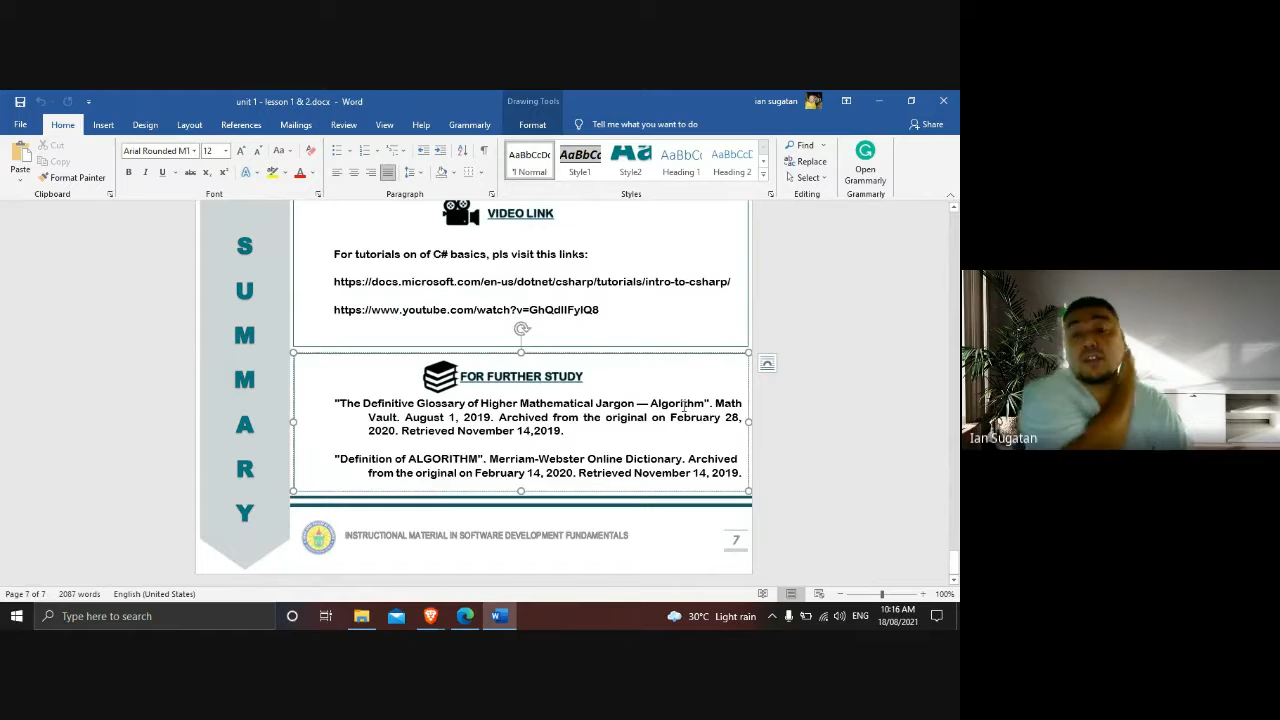 unit 1 - lesson 1 & 2.docx - Word
Drawing Tools
ian sugatan
File
Home
Insert
Design
Layout
References
Mailings
Review
View
Help
Grammarly
Format
Tell me what you want to do
Share
Paste
Cut
Copy
Format Painter
Clipboard
Arial Rounded MT
12
Font
Paragraph
AaBbCcDc
¶ Normal
AaBbCc
Style1
AaBb
Style2
AaBbCc
Heading 1
AaBbCcD
Heading 2
Styles
Find
Replace
Select
Editing
Open
Grammarly
Grammarly
S
U
M
M
A
R
Y
VIDEO LINK
For tutorials on of C# basics, pls visit this links:
https://docs.microsoft.com/en-us/dotnet/csharp/tutorials/intro-to-csharp/
FOR FURTHER STUDY
"The Definitive Glossary of Higher Mathematical Jargon — Algorithm". Math
Vault. August 1, 2019. Archived from the original on February 28,
2020. Retrieved November 14,2019.
"Definition of ALGORITHM". Merriam-Webster Online Dictionary. Archived
from the original on February 14, 2020. Retrieved November 14, 2019.
INSTRUCTIONAL MATERIAL IN SOFTWARE DEVELOPMENT FUNDAMENTALS
7
Ian Sugatan
Page 7 of 7
2087 words
English (United States)
100%
Type here to search
30°C Light rain
ENG
10:16 AM
18/08/2021